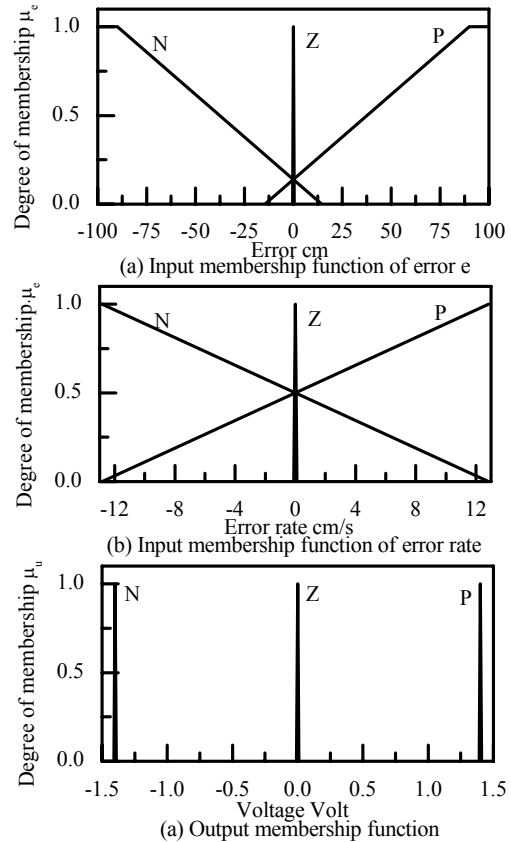 Degree of membership μe
1.0
0.5
0.0
N
Z
P
-100 -75 -50 -25 0 25 50 75 100
Error cm
(a) Input membership function of error e
Degree of membership,μe
1.0
0.5
0.0
N
Z
P
-12 -8 -4 0 4 8 12
Error rate cm/s
(b) Input membership function of error rate
Degree of membership μu
1.0
0.5
0.0
N
Z
P
-1.5 -1.0 -0.5 0.0 0.5 1.0 1.5
Voltage Volt
(a) Output membership function